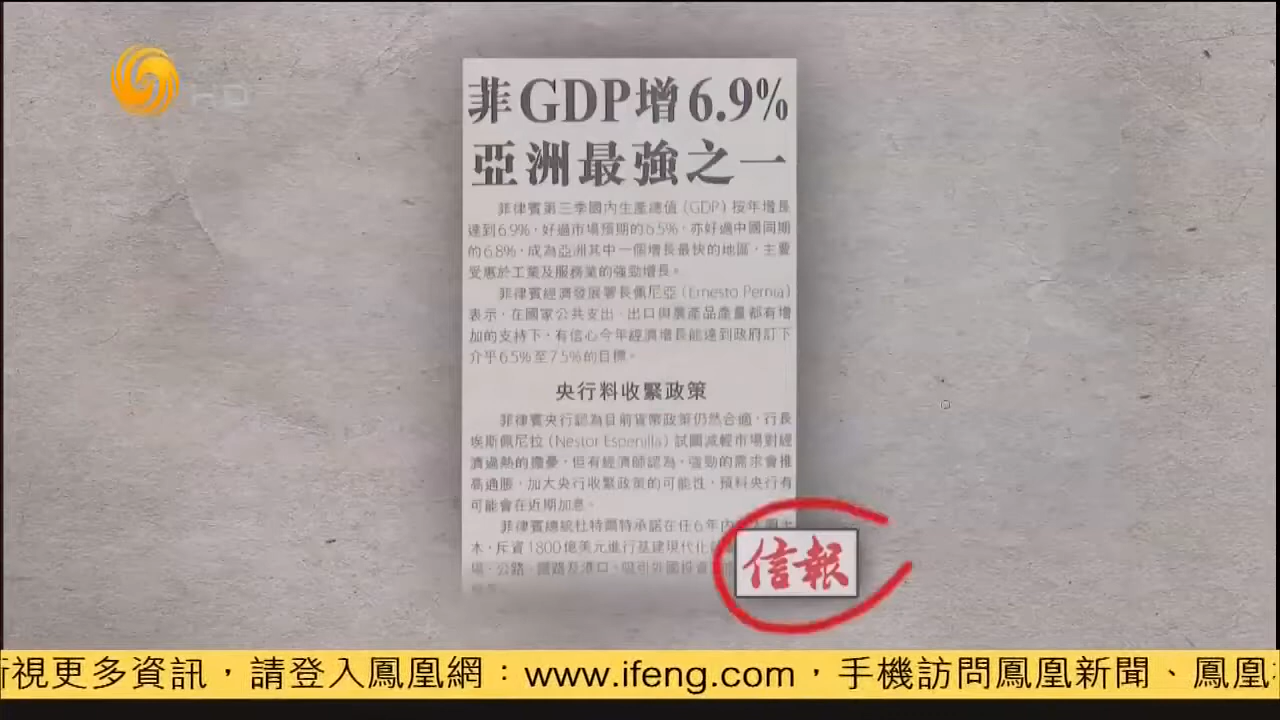 HD
菲GDP增6.9%
亞洲最強之一
菲律賓第三季國內生產總值(GDP)按年增長
達到6.9%,好過市場預期的6.5%,亦好過中國同期
的6.8%,成為亞洲其中一個增長最快的地區,主要
受惠於工業及服務業的強勁增長。
菲律賓經濟發展署長佩尼亞(Ernesto Pernia)
表示,在國家公共支出、出口與農產品產量都有增
加的支持下,有信心今年經濟增長能達到政府訂下
介乎6.5%至7.5%的目標。
央行料收緊政策
菲律賓央行認為目前貨幣政策仍然合適,行長
埃斯佩尼拉(Nestor Espenilla)試圖減輕市場對經
濟過熱的擔憂,但有經濟師認為,強勁的需求會推
高通脹,加大央行收緊政策的可能性,預料央行有
可能會在近期加息。
菲律賓總統杜特爾特承諾在任6年內
木,斥資1800億美元進行基建現代化
場、公路、鐵路及港口,吸引外國投資
信報
視更多資訊,請登入鳳凰網:www.ifeng.com,手機訪問鳳凰新聞、鳳凰